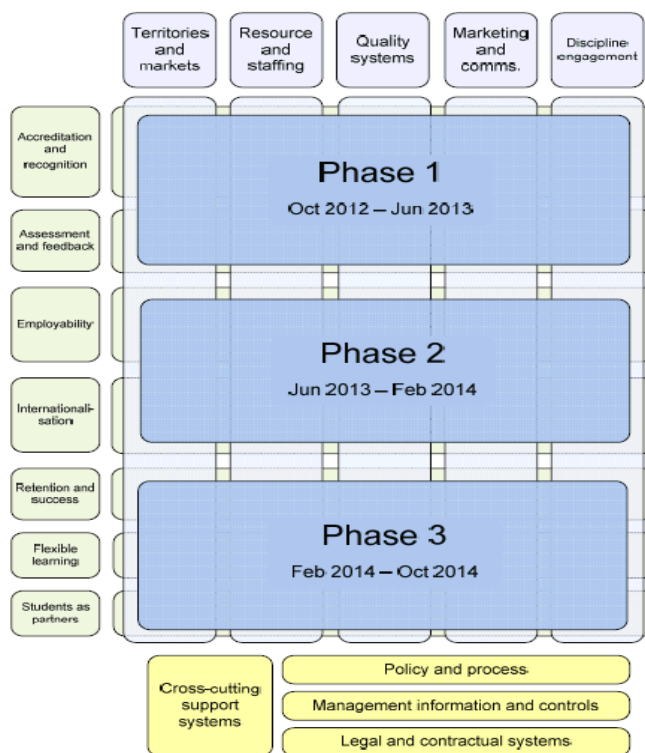 Territories
and
markets
Resource
and
staffing
Quality
systems
Marketing
and
comms.
Discipline
engagement
Accreditation
and
recognition
Phase 1
Oct 2012 – Jun 2013
Assessment
and feedback
Employability
Phase 2
Jun 2013 – Feb 2014
Internationali-
sation
Retention and
success
Phase 3
Feb 2014 – Oct 2014
Flexible
learning
Students as
partners
Cross-cutting
support
systems
Policy and process
Management information and controls
Legal and contractual systems